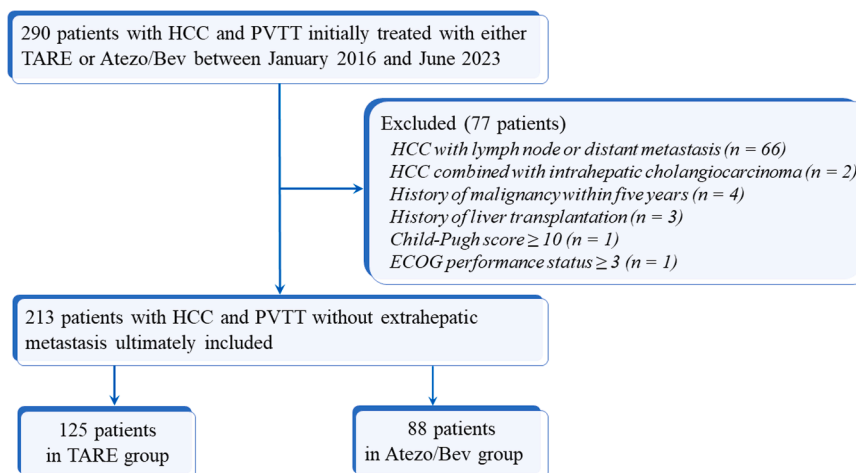 290 patients with HCC and PVTT initially treated with either
TARE or Atezo/Bev between January 2016 and June 2023
Excluded (77 patients)
HCC with lymph node or distant metastasis (n = 66)
HCC combined with intrahepatic cholangiocarcinoma (n = 2)
History of malignancy within five years (n = 4)
History of liver transplantation (n = 3)
Child-Pugh score ≥ 10 (n = 1)
ECOG performance status ≥ 3 (n = 1)
213 patients with HCC and PVTT without extrahepatic
metastasis ultimately included
125 patients
in TARE group
88 patients
in Atezo/Bev group